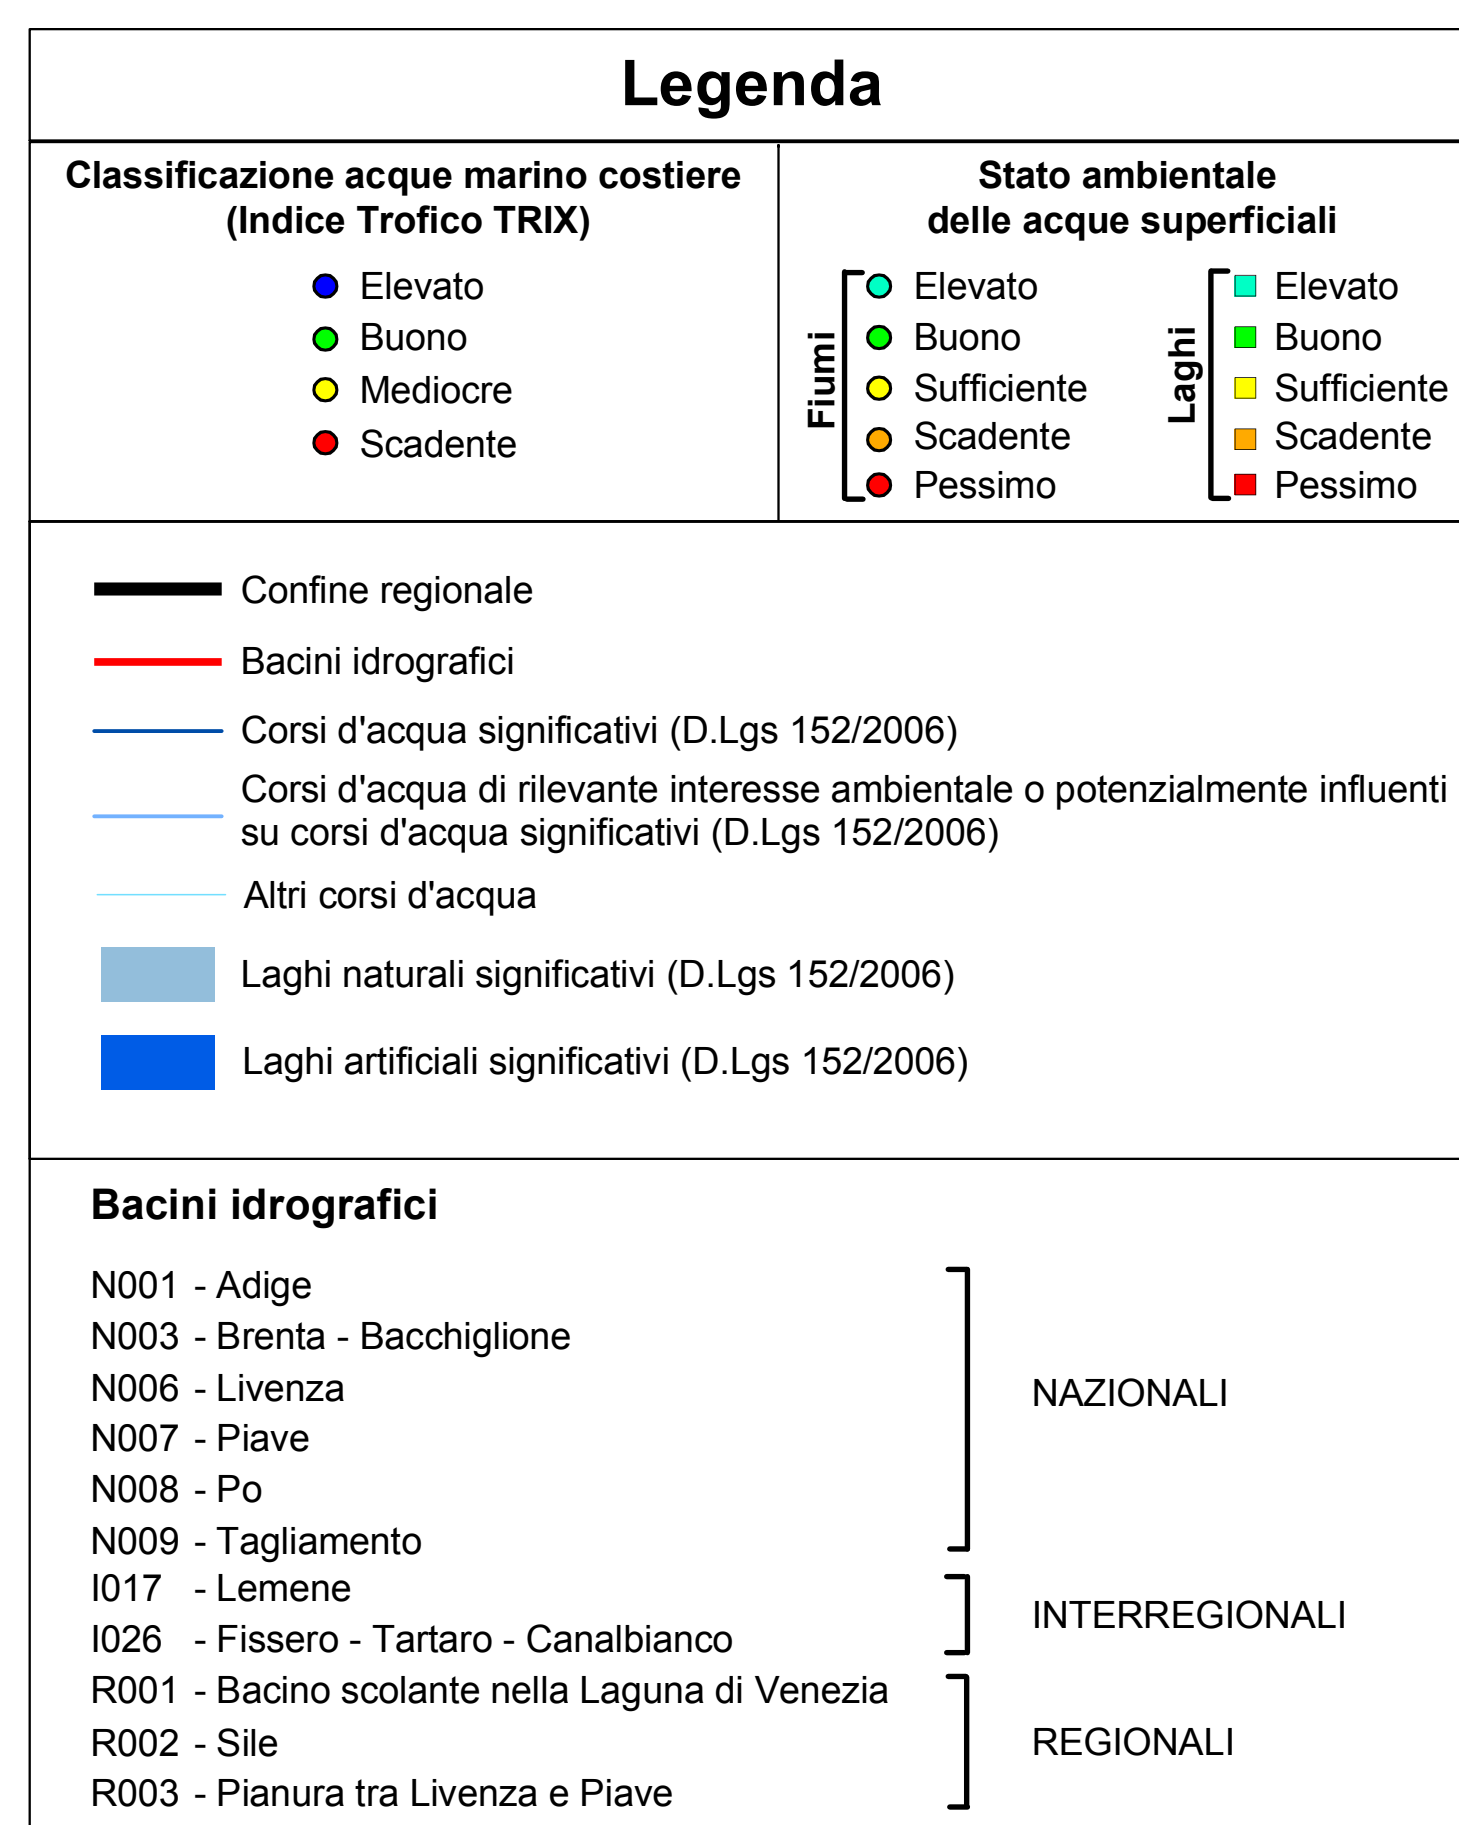 Legenda
Classificazione acque marino costiere
(Indice Trofico TRIX)
Elevato
Buono
Mediocre
Scadente
Stato ambientale
delle acque superficiali
Fiumi
Elevato
Buono
Sufficiente
Scadente
Pessimo
Laghi
Elevato
Buono
Sufficiente
Scadente
Pessimo
Confine regionale
Bacini idrografici
Corsi d'acqua significativi (D.Lgs 152/2006)
Corsi d'acqua di rilevante interesse ambientale o potenzialmente influenti
su corsi d'acqua significativi (D.Lgs 152/2006)
Altri corsi d'acqua
Laghi naturali significativi (D.Lgs 152/2006)
Laghi artificiali significativi (D.Lgs 152/2006)
Bacini idrografici
N001 - Adige
N003 - Brenta - Bacchiglione
N006 - Livenza
N007 - Piave
N008 - Po
N009 - Tagliamento
NAZIONALI
I017 - Lemene
I026 - Fissero - Tartaro - Canalbianco
INTERREGIONALI
R001 - Bacino scolante nella Laguna di Venezia
R002 - Sile
R003 - Pianura tra Livenza e Piave
REGIONALI